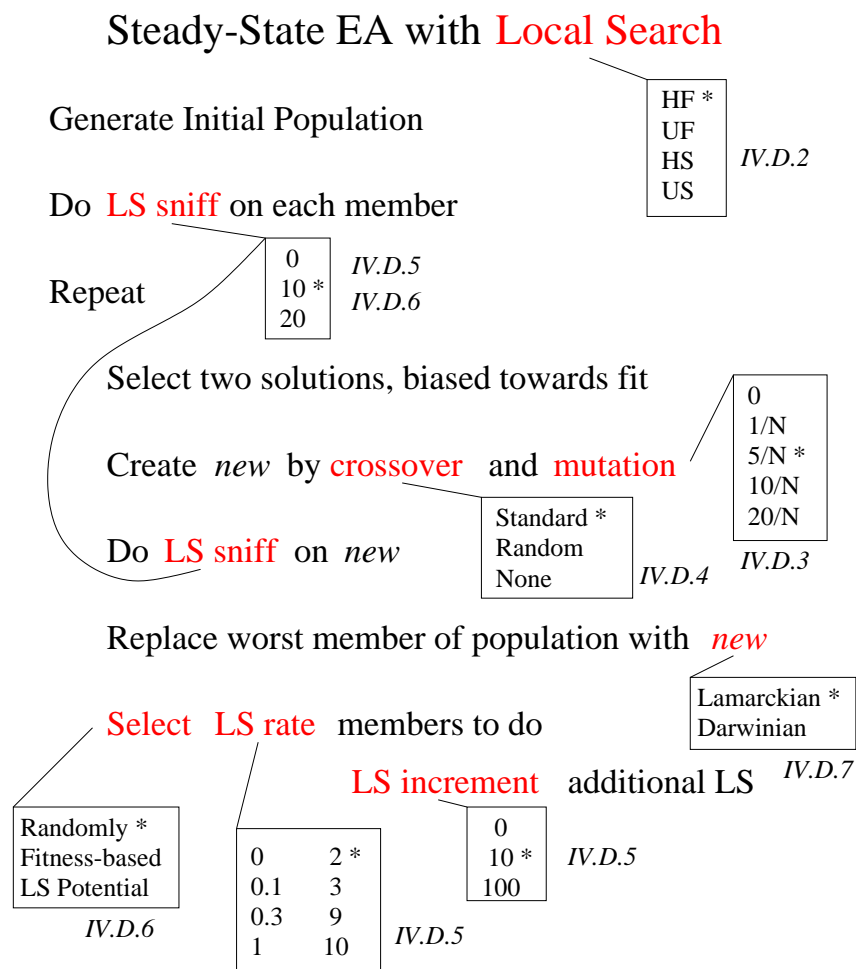 Steady-State EA with Local Search
HF *
UF
HS
US
IV.D.2
Generate Initial Population
Do LS sniff on each member
0
10 *
20
IV.D.5
IV.D.6
Repeat
Select two solutions, biased towards fit
0
1/N
5/N *
10/N
20/N
IV.D.3
Create new by crossover and mutation
Standard *
Random
None
IV.D.4
Do LS sniff on new
Replace worst member of population with new
Lamarckian *
Darwinian
IV.D.7
Select LS rate members to do
LS increment additional LS
Randomly *
Fitness-based
LS Potential
IV.D.6
0 2 *
0.1 3
0.3 9
1 10
IV.D.5
0
10 *
100
IV.D.5